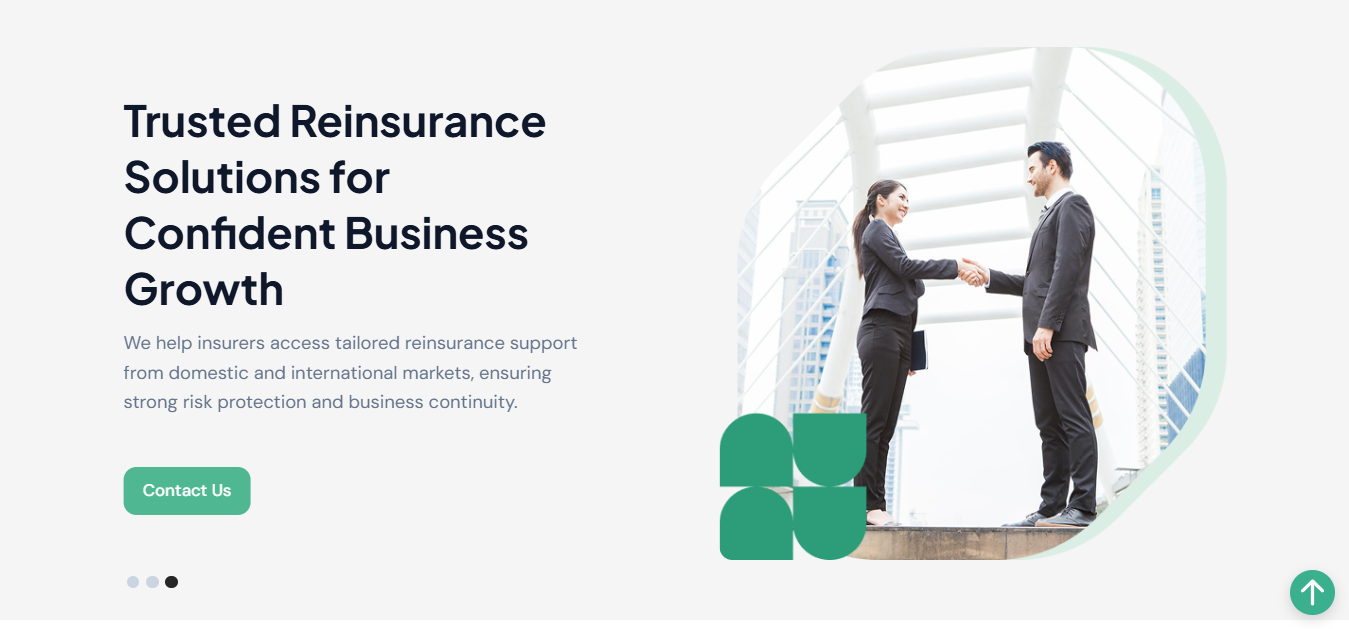 Trusted Reinsurance
Solutions for
Confident Business
Growth
We help insurers access tailored reinsurance support
from domestic and international markets, ensuring
strong risk protection and business continuity.
Contact Us